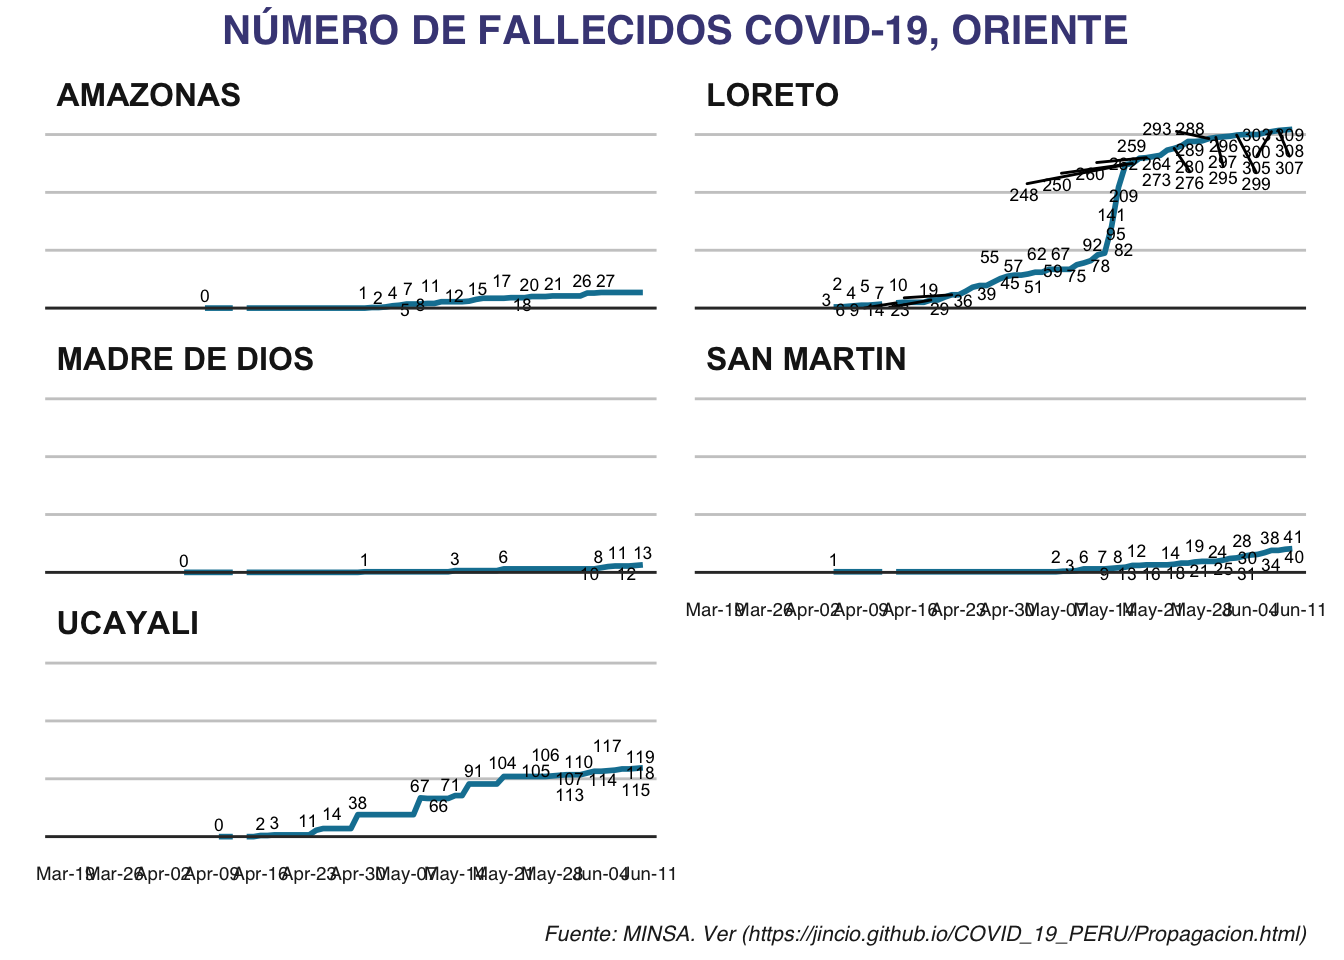 NÚMERO DE FALLECIDOS COVID-19, ORIENTE
AMAZONAS
0 1 2 4 5 7 8 11 12 15 17 18 20 21 26 27
LORETO
3 2 6 4 9 5 14 7 23 10 19 29 36 39 55 45 57 51 62 59 67 75 92 78 95 82 141 209 248 250 260 252 259 264 273 293 288 289 280 276 296 297 295 303 300 305 299 309 308 307
MADRE DE DIOS
0 1 3 6 10 8 11 12 13
SAN MARTIN
1 2 3 6 7 9 8 13 12 16 14 18 19 21 24 25 28 30 31 38 34 41 40
Mar-19 Mar-26 Apr-02 Apr-09 Apr-16 Apr-23 Apr-30 May-07 May-14 May-21 May-28 Jun-04 Jun-11
UCAYALI
0 2 3 11 14 38 67 66 71 91 104 105 106 107 113 110 114 117 119 118 115
Mar-19 Mar-26 Apr-02 Apr-09 Apr-16 Apr-23 Apr-30 May-07 May-14 May-21 May-28 Jun-04 Jun-11
Fuente: MINSA. Ver (https://jincio.github.io/COVID_19_PERU/Propagacion.html)